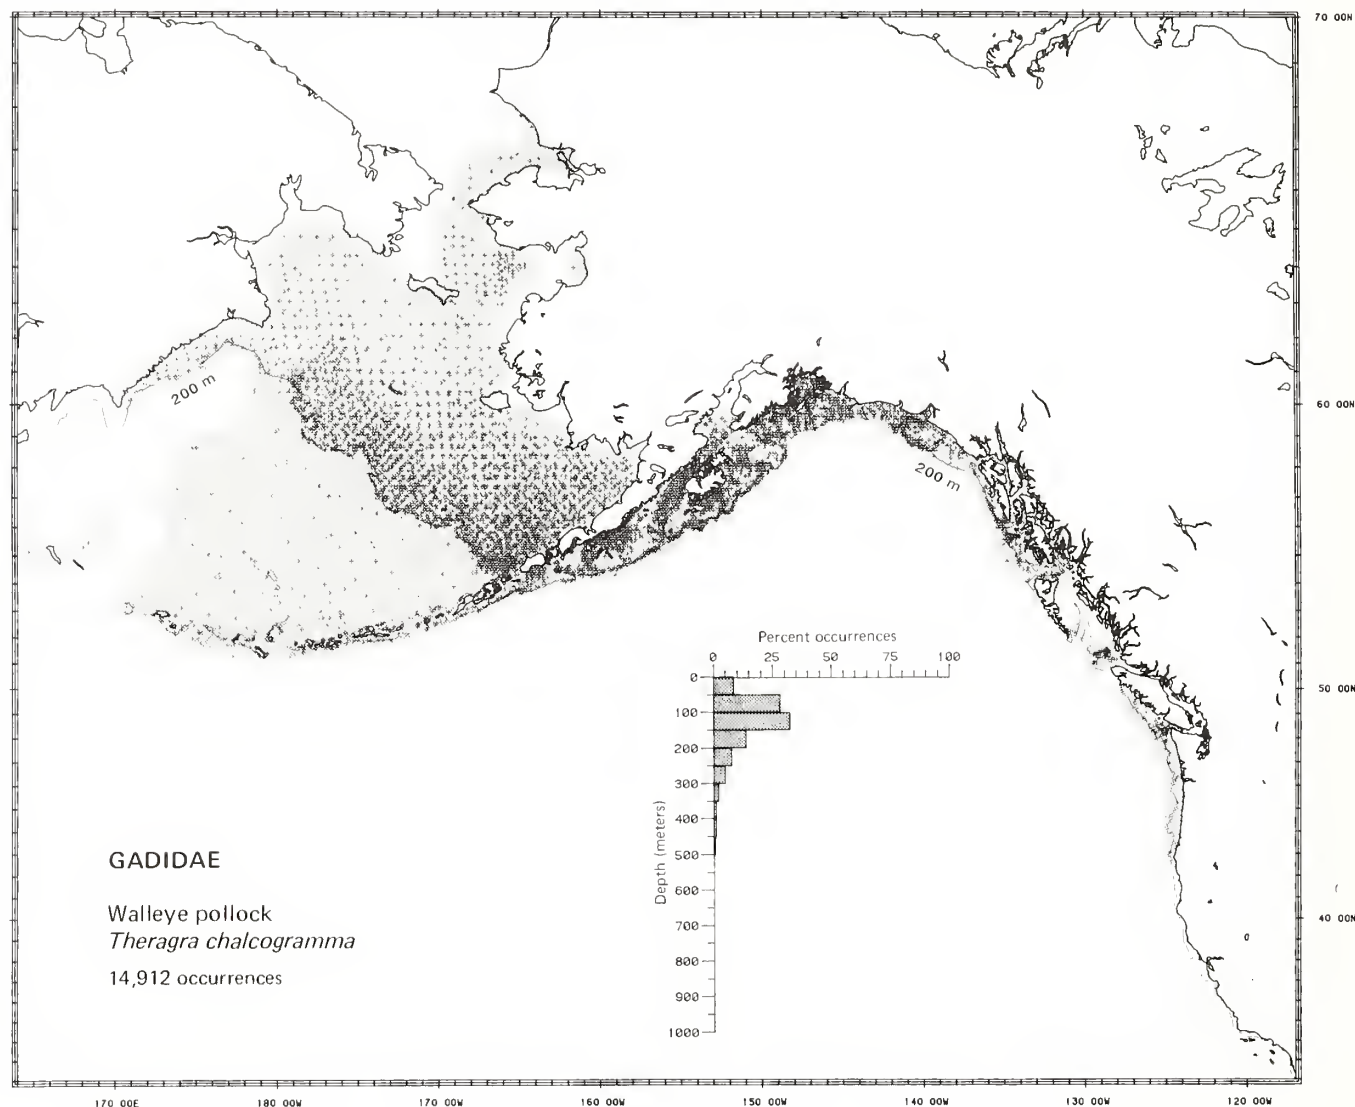 70 00N
200 m
60 00N
200 m
Percent occurrences
0 25 50 75 100
50 00N
0
100
200
300
400
500
600
700
800
900
1000
Depth (meters)
GADIDAE
Walleye pollock
Theragra chalcogramma
14,912 occurrences
40 00N
170 00E 180 00W 170 00W 160 00W 150 00W 140 00W 130 00W 120 00W